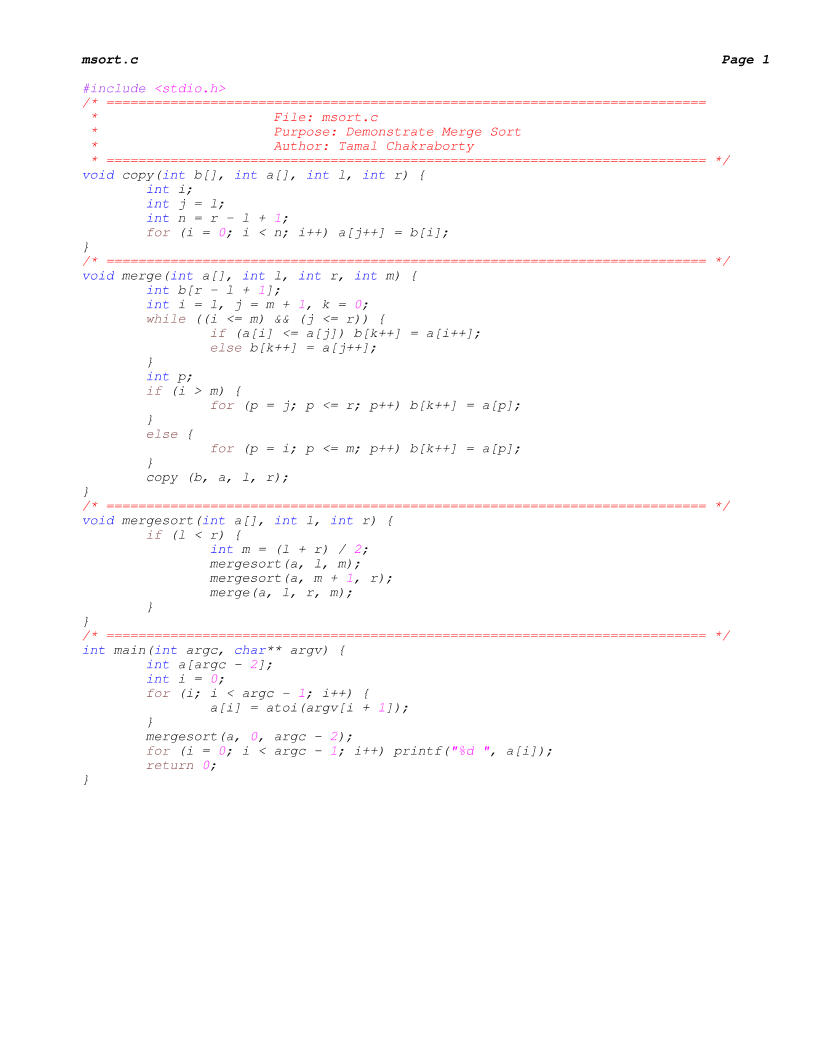 msort.c Page 1
#include <stdio.h>
/* ===========================================================================
 *                      File: msort.c
 *                      Purpose: Demonstrate Merge Sort
 *                      Author: Tamal Chakraborty
 * =========================================================================== */
void copy(int b[], int a[], int l, int r) {
        int i;
        int j = l;
        int n = r - l + 1;
        for (i = 0; i < n; i++) a[j++] = b[i];
}
/* =========================================================================== */
void merge(int a[], int l, int r, int m) {
        int b[r - l + 1];
        int i = l, j = m + 1, k = 0;
        while ((i <= m) && (j <= r)) {
                if (a[i] <= a[j]) b[k++] = a[i++];
                else b[k++] = a[j++];
        }
        int p;
        if (i > m) {
                for (p = j; p <= r; p++) b[k++] = a[p];
        }
        else {
                for (p = i; p <= m; p++) b[k++] = a[p];
        }
        copy (b, a, l, r);
}
/* =========================================================================== */
void mergesort(int a[], int l, int r) {
        if (l < r) {
                int m = (l + r) / 2;
                mergesort(a, l, m);
                mergesort(a, m + 1, r);
                merge(a, l, r, m);
        }
}
/* =========================================================================== */
int main(int argc, char** argv) {
        int a[argc - 2];
        int i = 0;
        for (i; i < argc - 1; i++) {
                a[i] = atoi(argv[i + 1]);
        }
        mergesort(a, 0, argc - 2);
        for (i = 0; i < argc - 1; i++) printf("%d ", a[i]);
        return 0;
}